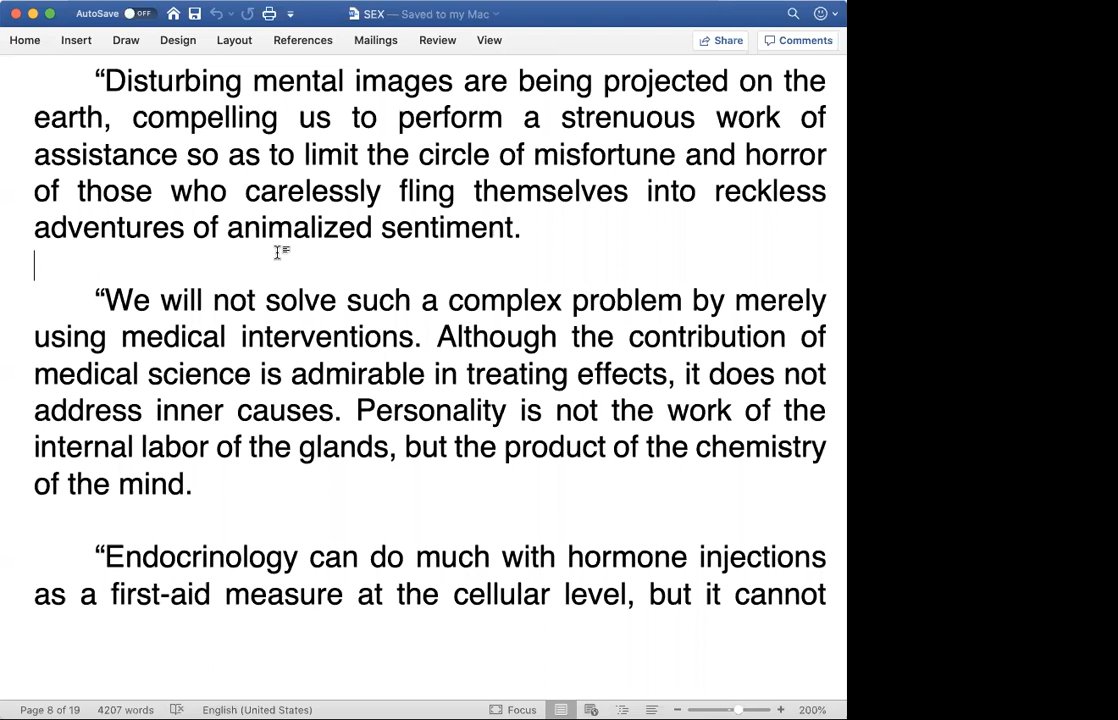 AutoSave OFF SEX — Saved to my Mac
Home Insert Draw Design Layout References Mailings Review View Share Comments
“Disturbing mental images are being projected on the
earth, compelling us to perform a strenuous work of
assistance so as to limit the circle of misfortune and horror
of those who carelessly fling themselves into reckless
adventures of animalized sentiment.
“We will not solve such a complex problem by merely
using medical interventions. Although the contribution of
medical science is admirable in treating effects, it does not
address inner causes. Personality is not the work of the
internal labor of the glands, but the product of the chemistry
of the mind.
“Endocrinology can do much with hormone injections
as a first-aid measure at the cellular level, but it cannot
Page 8 of 19 4207 words English (United States) Focus 200%